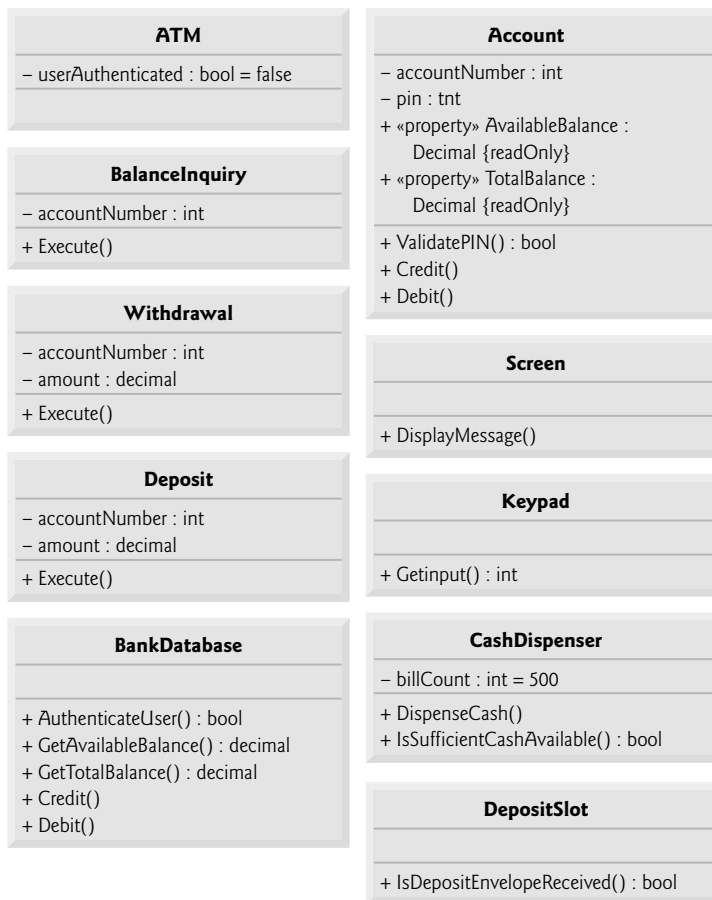 ATM
– userAuthenticated : bool = false
BalanceInquiry
– accountNumber : int
+ Execute()
Withdrawal
– accountNumber : int
– amount : decimal
+ Execute()
Deposit
– accountNumber : int
– amount : decimal
+ Execute()
BankDatabase
+ AuthenticateUser() : bool
+ GetAvailableBalance() : decimal
+ GetTotalBalance() : decimal
+ Credit()
+ Debit()
Account
– accountNumber : int
– pin : tnt
+ «property» AvailableBalance :
Decimal {readOnly}
+ «property» TotalBalance :
Decimal {readOnly}
+ ValidatePIN() : bool
+ Credit()
+ Debit()
Screen
+ DisplayMessage()
Keypad
+ Getinput() : int
CashDispenser
– billCount : int = 500
+ DispenseCash()
+ IsSufficientCashAvailable() : bool
DepositSlot
+ IsDepositEnvelopeReceived() : bool